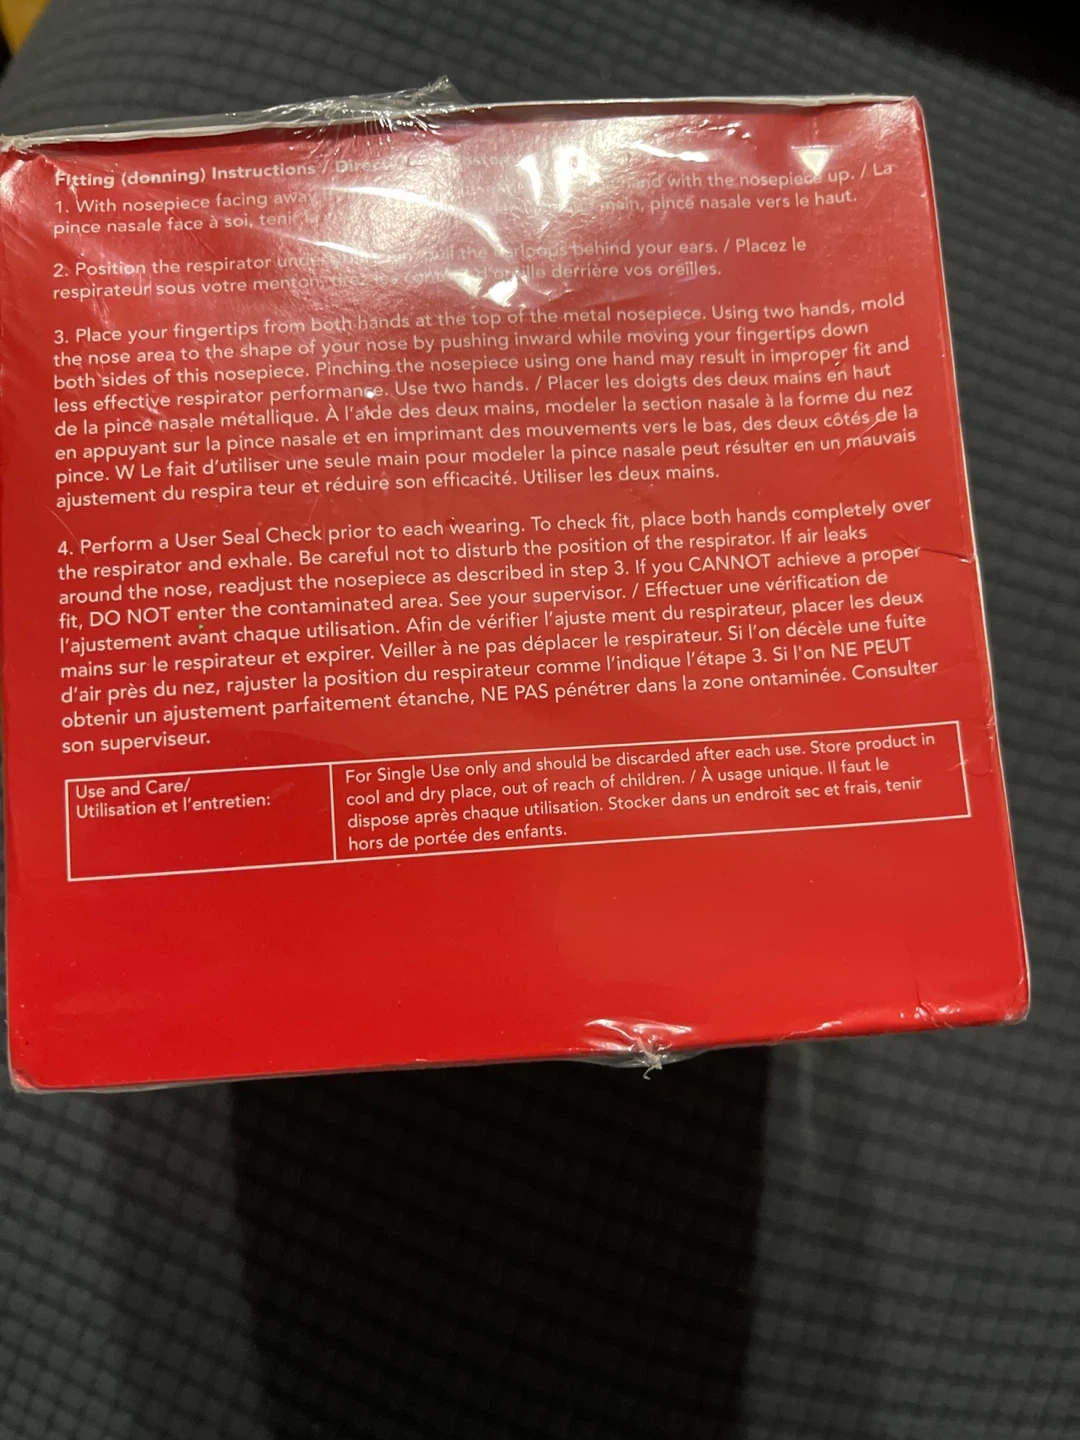 Fitting (donning) Instructions /
1. With nosepiece facing away hand with the nosepiece up. / La
pince nasale face à soi, tenir la main, pince nasale vers le haut.
2. Position the respirator under pull the earloops behind your ears. / Placez le
respirateur sous votre menton, d'oreille derrière vos oreilles.
3. Place your fingertips from both hands at the top of the metal nosepiece. Using two hands, mold
the nose area to the shape of your nose by pushing inward while moving your fingertips down
both sides of this nosepiece. Pinching the nosepiece using one hand may result in improper fit and
less effective respirator performance. Use two hands. / Placer les doigts des deux mains en haut
de la pince nasale métallique. À l'aide des deux mains, modeler la section nasale à la forme du nez
en appuyant sur la pince nasale et en imprimant des mouvements vers le bas, des deux côtés de la
pince. W Le fait d'utiliser une seule main pour modeler la pince nasale peut résulter en un mauvais
ajustement du respira teur et réduire son efficacité. Utiliser les deux mains.
4. Perform a User Seal Check prior to each wearing. To check fit, place both hands completely over
the respirator and exhale. Be careful not to disturb the position of the respirator. If air leaks
around the nose, readjust the nosepiece as described in step 3. If you CANNOT achieve a proper
fit, DO NOT enter the contaminated area. See your supervisor. / Effectuer une vérification de
l'ajustement avant chaque utilisation. Afin de vérifier l'ajuste ment du respirateur, placer les deux
mains sur le respirateur et expirer. Veiller à ne pas déplacer le respirateur. Si l'on décèle une fuite
d'air près du nez, rajuster la position du respirateur comme l'indique l'étape 3. Si l'on NE PEUT
obtenir un ajustement parfaitement étanche, NE PAS pénétrer dans la zone ontaminée. Consulter
son superviseur.
Use and Care/
Utilisation et l'entretien:
For Single Use only and should be discarded after each use. Store product in
cool and dry place, out of reach of children. / À usage unique. Il faut le
dispose après chaque utilisation. Stocker dans un endroit sec et frais, tenir
hors de portée des enfants.